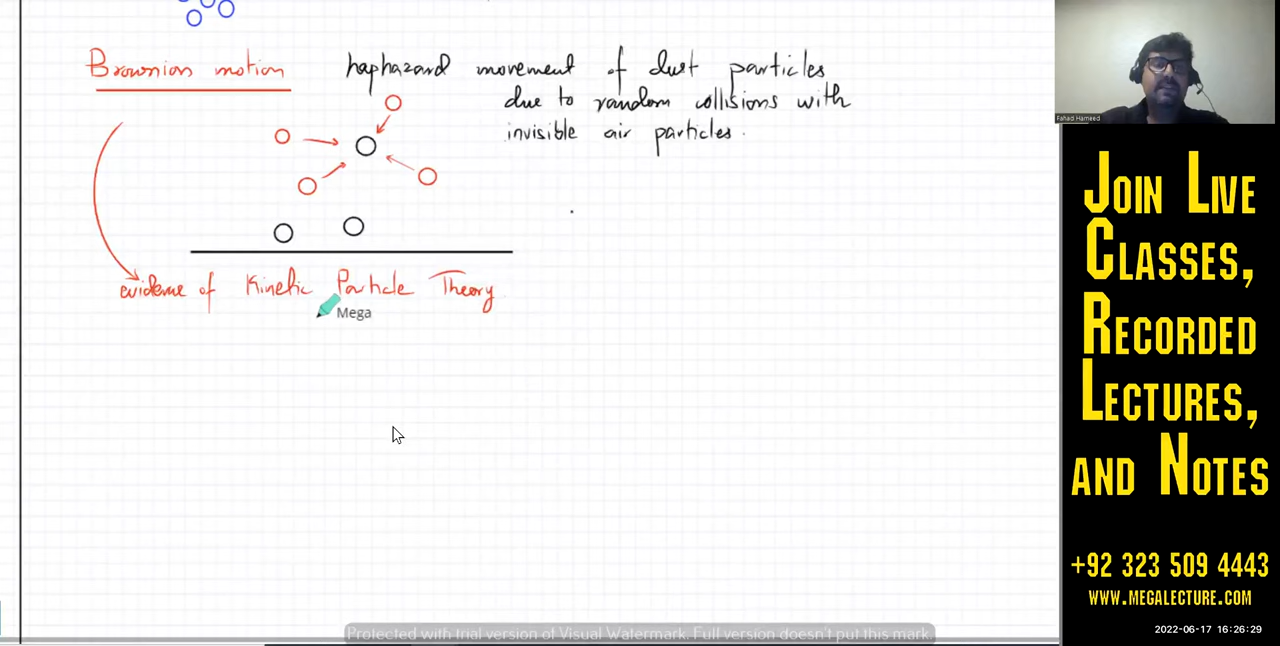 Brownian motion
haphazard movement of dust particles
due to random collisions with
invisible air particles.
evidence of Kinetic Particle Theory
Mega
Fahad Hameed
JOIN LIVE
CLASSES,
RECORDED
LECTURES,
AND NOTES
+92 323 509 4443
WWW.MEGALECTURE.COM
2022-06-17 16:26:29
Protected with trial version of Visual Watermark. Full version doesn't put this mark.